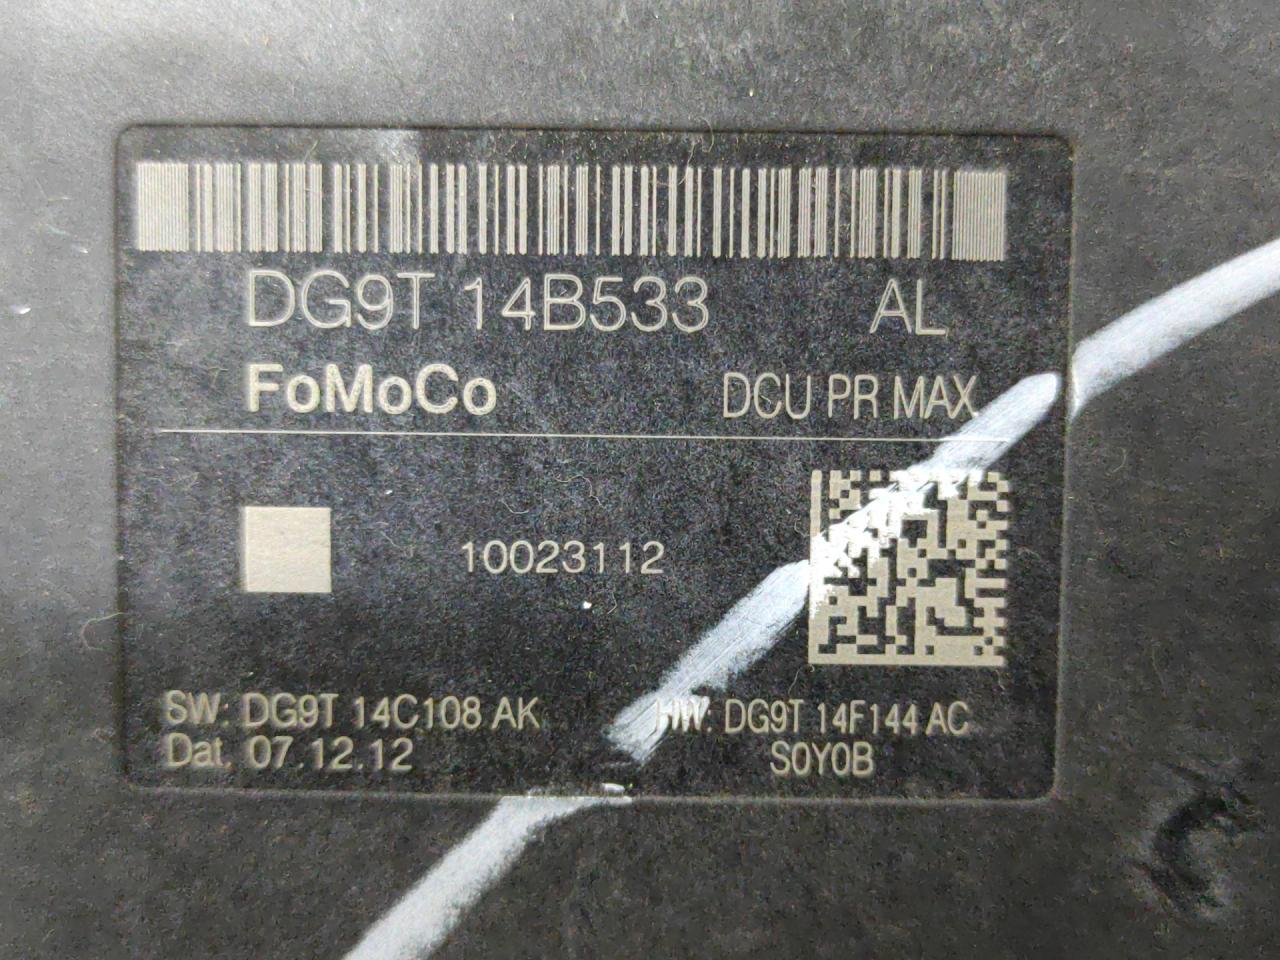 DG9T 14B533 AL
FoMoCo DCU PR MAX
10023112
SW: DG9T 14C108 AK HW: DG9T 14F144 AC
Dat. 07.12.12 S0Y0B